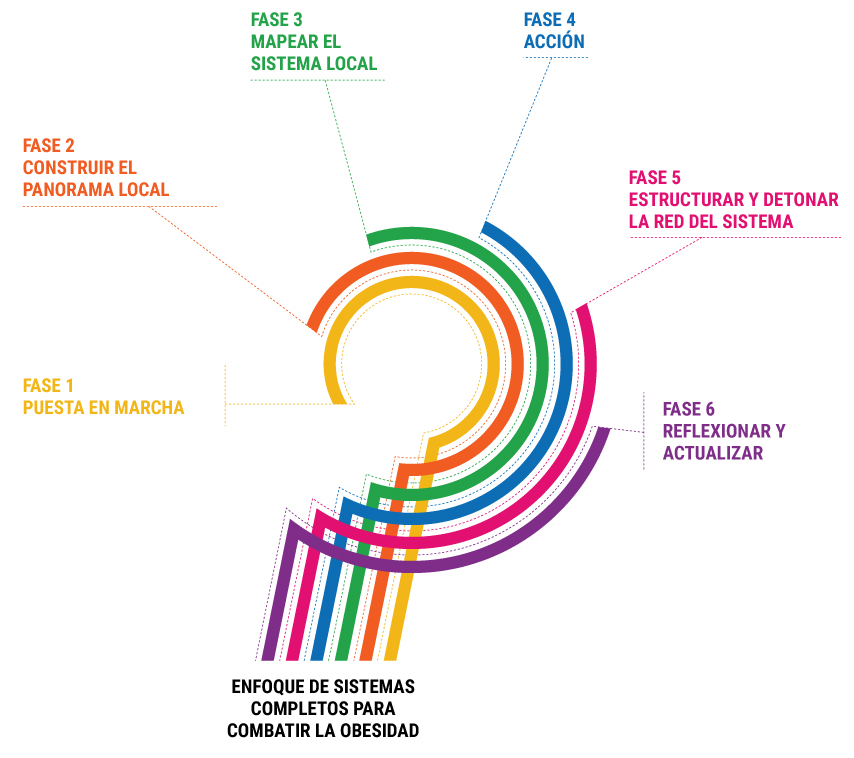 FASE 3
MAPEAR EL
SISTEMA LOCAL
FASE 4
ACCIÓN
FASE 2
CONSTRUIR EL
PANORAMA LOCAL
FASE 5
ESTRUCTURAR Y DETONAR
LA RED DEL SISTEMA
FASE 1
PUESTA EN MARCHA
FASE 6
REFLEXIONAR Y
ACTUALIZAR
ENFOQUE DE SISTEMAS
COMPLETOS PARA
COMBATIR LA OBESIDAD